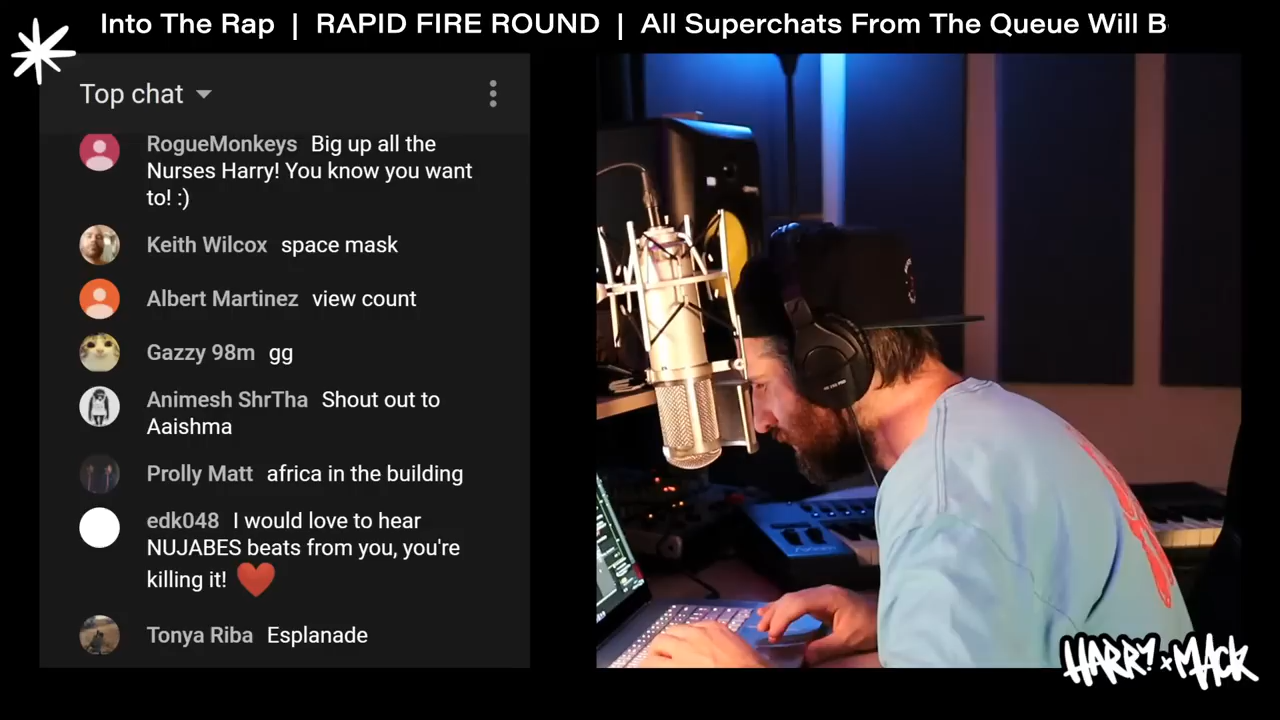 Into The Rap | RAPID FIRE ROUND | All Superchats From The Queue Will B
Top chat
RogueMonkeys Big up all the
Nurses Harry! You know you want
to! :)
Keith Wilcox space mask
Albert Martinez view count
Gazzy 98m gg
Animesh ShrTha Shout out to
Aaishma
Prolly Matt africa in the building
edk048 I would love to hear
NUJABES beats from you, you're
killing it! ❤️
Tonya Riba Esplanade
HARRY MACK